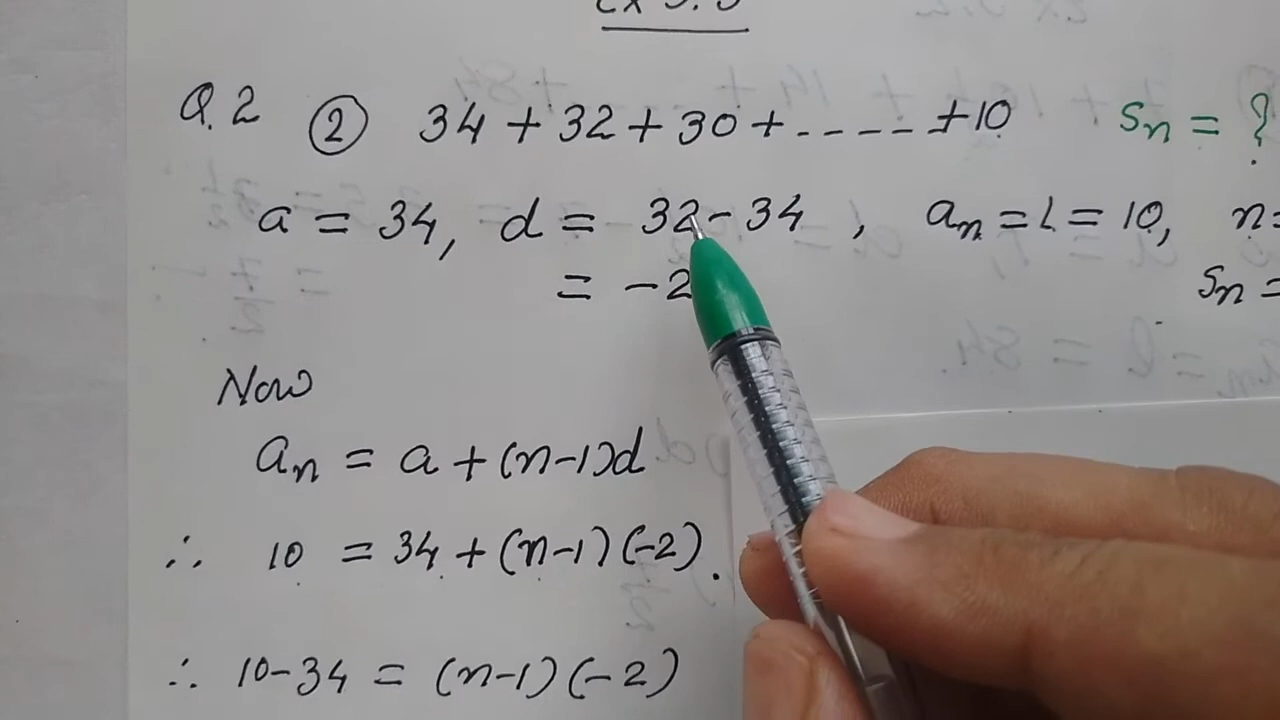 Q.2 ② 34 + 32 + 30 + - - - - - +10 Sn = ?
a = 34, d = 32-34 , an = L = 10, n=
= -2 Sn =
Now
an = a + (n-1)d
∴ 10 = 34 + (n-1)(-2).
∴ 10-34 = (n-1)(-2)